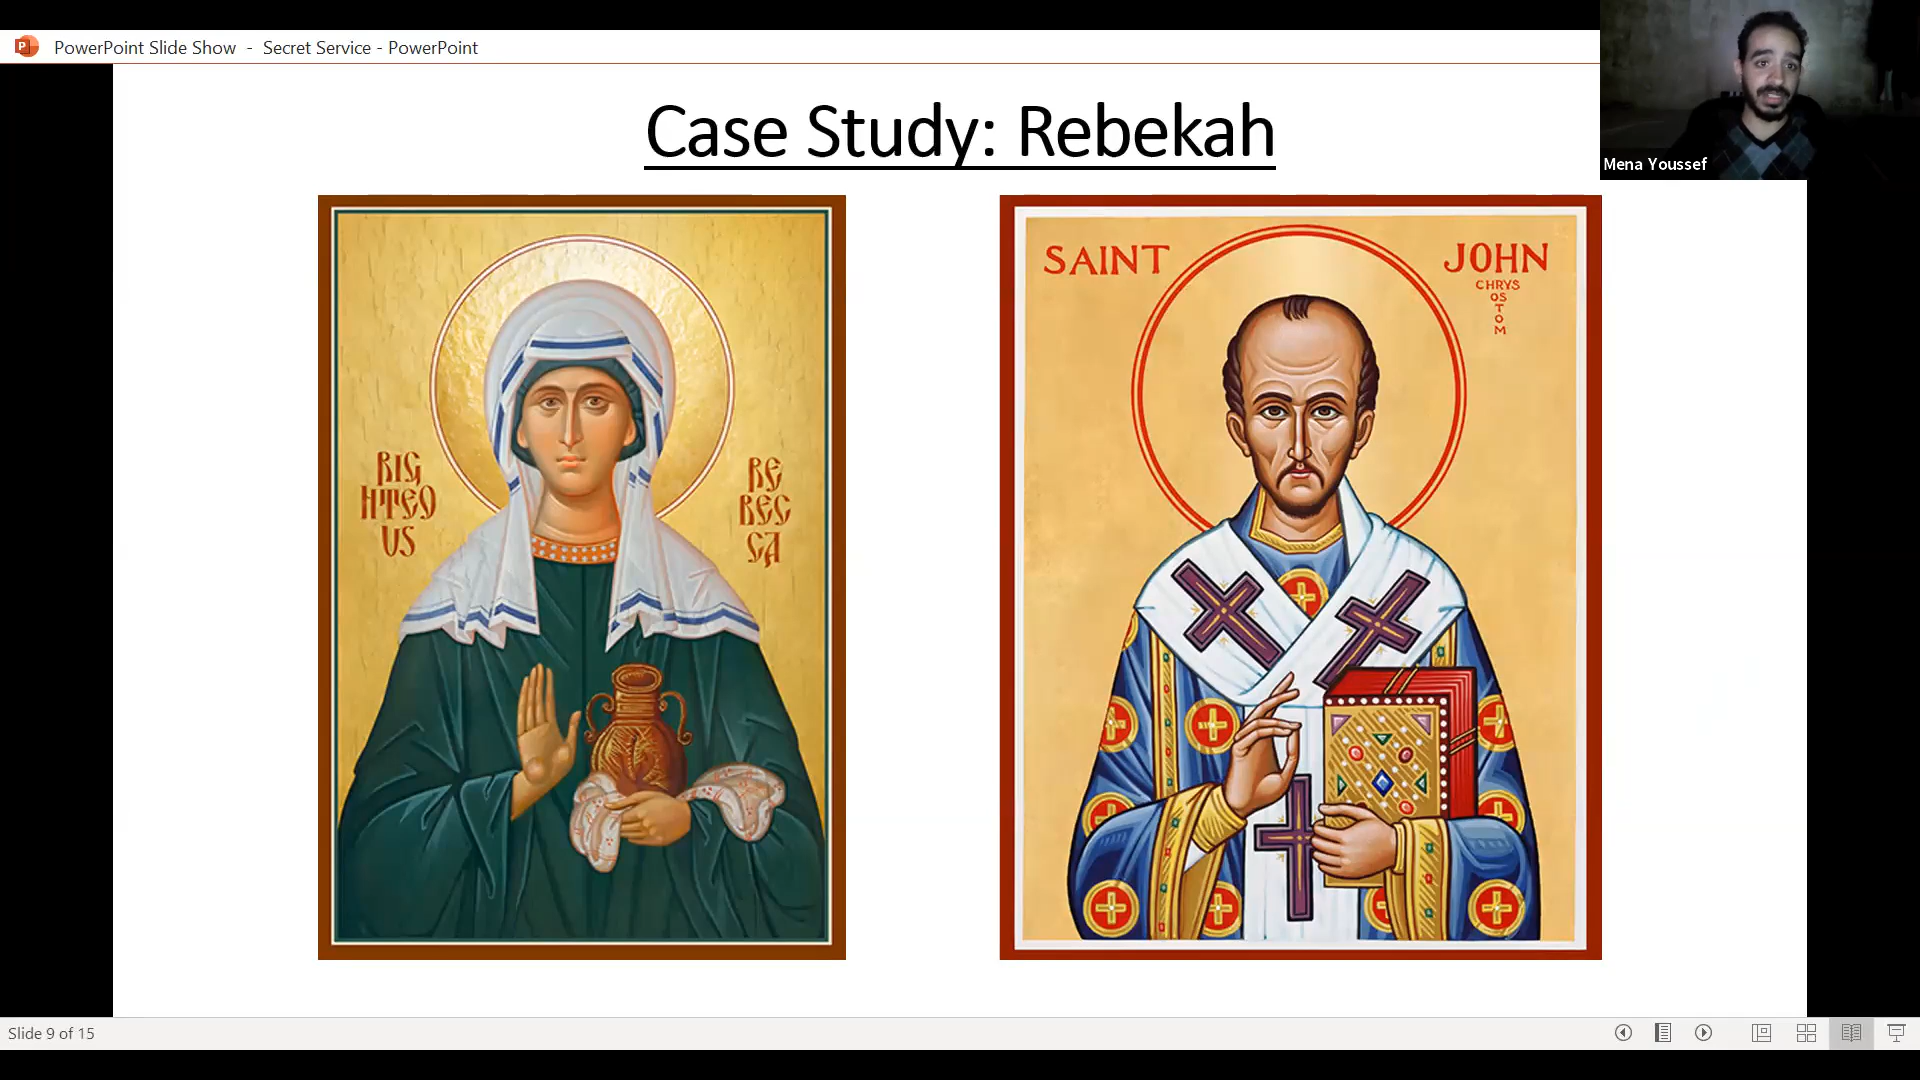 PowerPoint Slide Show - Secret Service - PowerPoint
Mena Youssef
Case Study: Rebekah
RIG
HTEO
US
RE
BEC
CA
SAINT
JOHN
CHRYS
OS
T
O
M
Slide 9 of 15